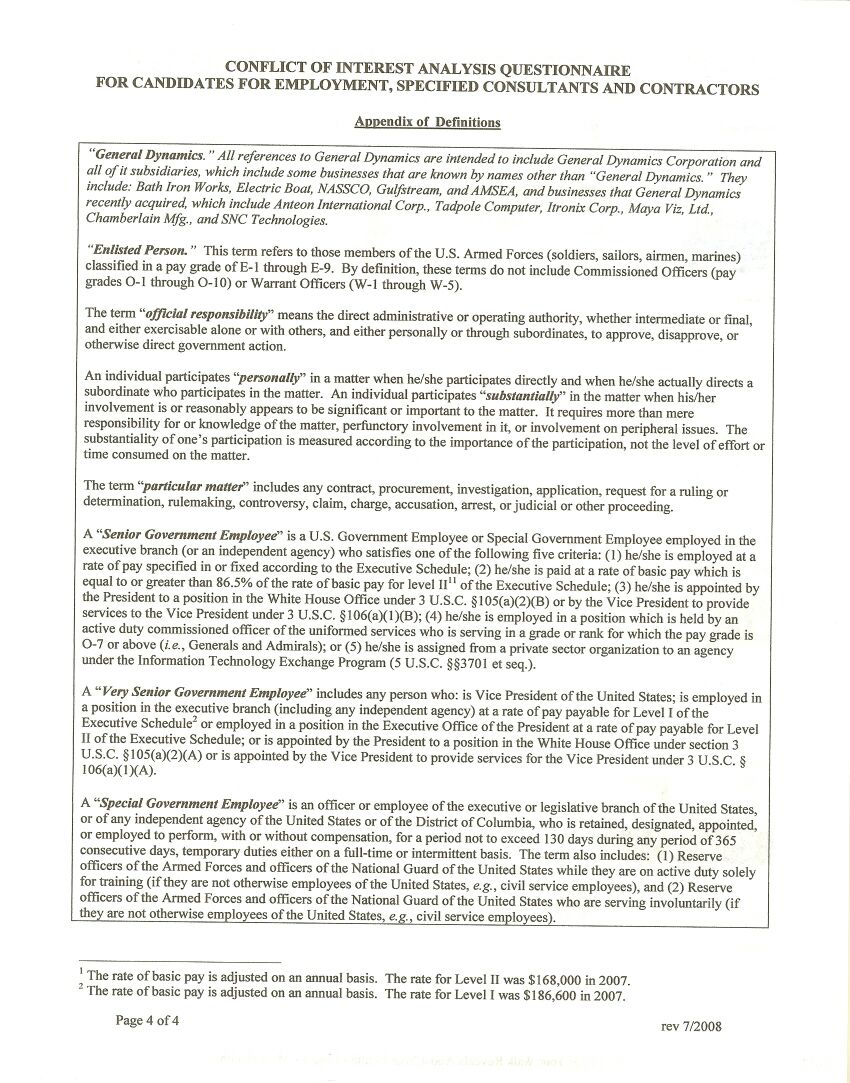 CONFLICT OF INTEREST ANALYSIS QUESTIONNAIRE
FOR CANDIDATES FOR EMPLOYMENT, SPECIFIED CONSULTANTS AND CONTRACTORS
Appendix of Definitions
"General Dynamics." All references to General Dynamics are intended to include General Dynamics Corporation and
all of it subsidiaries, which include some businesses that are known by names other than "General Dynamics." They
include: Bath Iron Works, Electric Boat, NASSCO, Gulfstream, and AMSEA, and businesses that General Dynamics
recently acquired, which include Anteon International Corp., Tadpole Computer, Itronix Corp., Maya Viz, Ltd.,
Chamberlain Mfg., and SNC Technologies.
"Enlisted Person." This term refers to those members of the U.S. Armed Forces (soldiers, sailors, airmen, marines)
classified in a pay grade of E-1 through E-9. By definition, these terms do not include Commissioned Officers (pay
grades O-1 through O-10) or Warrant Officers (W-1 through W-5).
The term "official responsibility" means the direct administrative or operating authority, whether intermediate or final,
and either exercisable alone or with others, and either personally or through subordinates, to approve, disapprove, or
otherwise direct government action.
An individual participates "personally" in a matter when he/she participates directly and when he/she actually directs a
subordinate who participates in the matter. An individual participates "substantially" in the matter when his/her
involvement is or reasonably appears to be significant or important to the matter. It requires more than mere
responsibility for or knowledge of the matter, perfunctory involvement in it, or involvement on peripheral issues. The
substantiality of one's participation is measured according to the importance of the participation, not the level of effort or
time consumed on the matter.
The term "particular matter" includes any contract, procurement, investigation, application, request for a ruling or
determination, rulemaking, controversy, claim, charge, accusation, arrest, or judicial or other proceeding.
A "Senior Government Employee" is a U.S. Government Employee or Special Government Employee employed in the
executive branch (or an independent agency) who satisfies one of the following five criteria: (1) he/she is employed at a
rate of pay specified in or fixed according to the Executive Schedule; (2) he/she is paid at a rate of basic pay which is
equal to or greater than 86.5% of the rate of basic pay for level II11 of the Executive Schedule; (3) he/she is appointed by
the President to a position in the White House Office under 3 U.S.C. §105(a)(2)(B) or by the Vice President to provide
services to the Vice President under 3 U.S.C. §106(a)(1)(B); (4) he/she is employed in a position which is held by an
active duty commissioned officer of the uniformed services who is serving in a grade or rank for which the pay grade is
O-7 or above (i.e., Generals and Admirals); or (5) he/she is assigned from a private sector organization to an agency
under the Information Technology Exchange Program (5 U.S.C. §§3701 et seq.).
A "Very Senior Government Employee" includes any person who: is Vice President of the United States; is employed in
a position in the executive branch (including any independent agency) at a rate of pay payable for Level I of the
Executive Schedule2 or employed in a position in the Executive Office of the President at a rate of pay payable for Level
II of the Executive Schedule; or is appointed by the President to a position in the White House Office under section 3
U.S.C. §105(a)(2)(A) or is appointed by the Vice President to provide services for the Vice President under 3 U.S.C. §
106(a)(1)(A).
A "Special Government Employee" is an officer or employee of the executive or legislative branch of the United States,
or of any independent agency of the United States or of the District of Columbia, who is retained, designated, appointed,
or employed to perform, with or without compensation, for a period not to exceed 130 days during any period of 365
consecutive days, temporary duties either on a full-time or intermittent basis. The term also includes: (1) Reserve
officers of the Armed Forces and officers of the National Guard of the United States while they are on active duty solely
for training (if they are not otherwise employees of the United States, e.g., civil service employees), and (2) Reserve
officers of the Armed Forces and officers of the National Guard of the United States who are serving involuntarily (if
they are not otherwise employees of the United States, e.g., civil service employees).
1 The rate of basic pay is adjusted on an annual basis. The rate for Level II was $168,000 in 2007.
2 The rate of basic pay is adjusted on an annual basis. The rate for Level I was $186,600 in 2007.
Page 4 of 4
rev 7/2008